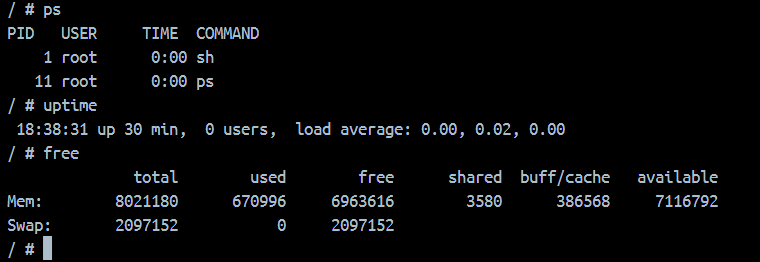 / # ps
PID   USER     TIME  COMMAND
    1 root      0:00 sh
   11 root      0:00 ps
/ # uptime
 18:38:31 up 30 min,  0 users,  load average: 0.00, 0.02, 0.00
/ # free
              total        used        free      shared  buff/cache   available
Mem:        8021180      670996     6963616        3580      386568     7116792
Swap:       2097152           0     2097152
/ #